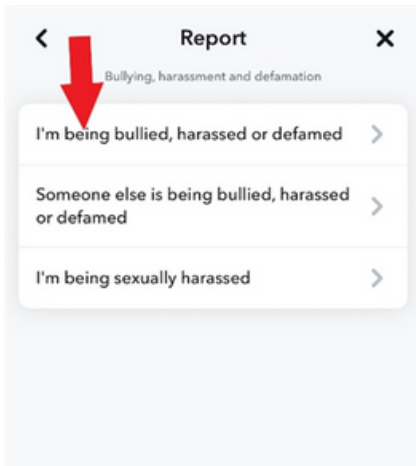 Report
Bullying, harassment and defamation
I'm being bullied, harassed or defamed
Someone else is being bullied, harassed
or defamed
I'm being sexually harassed